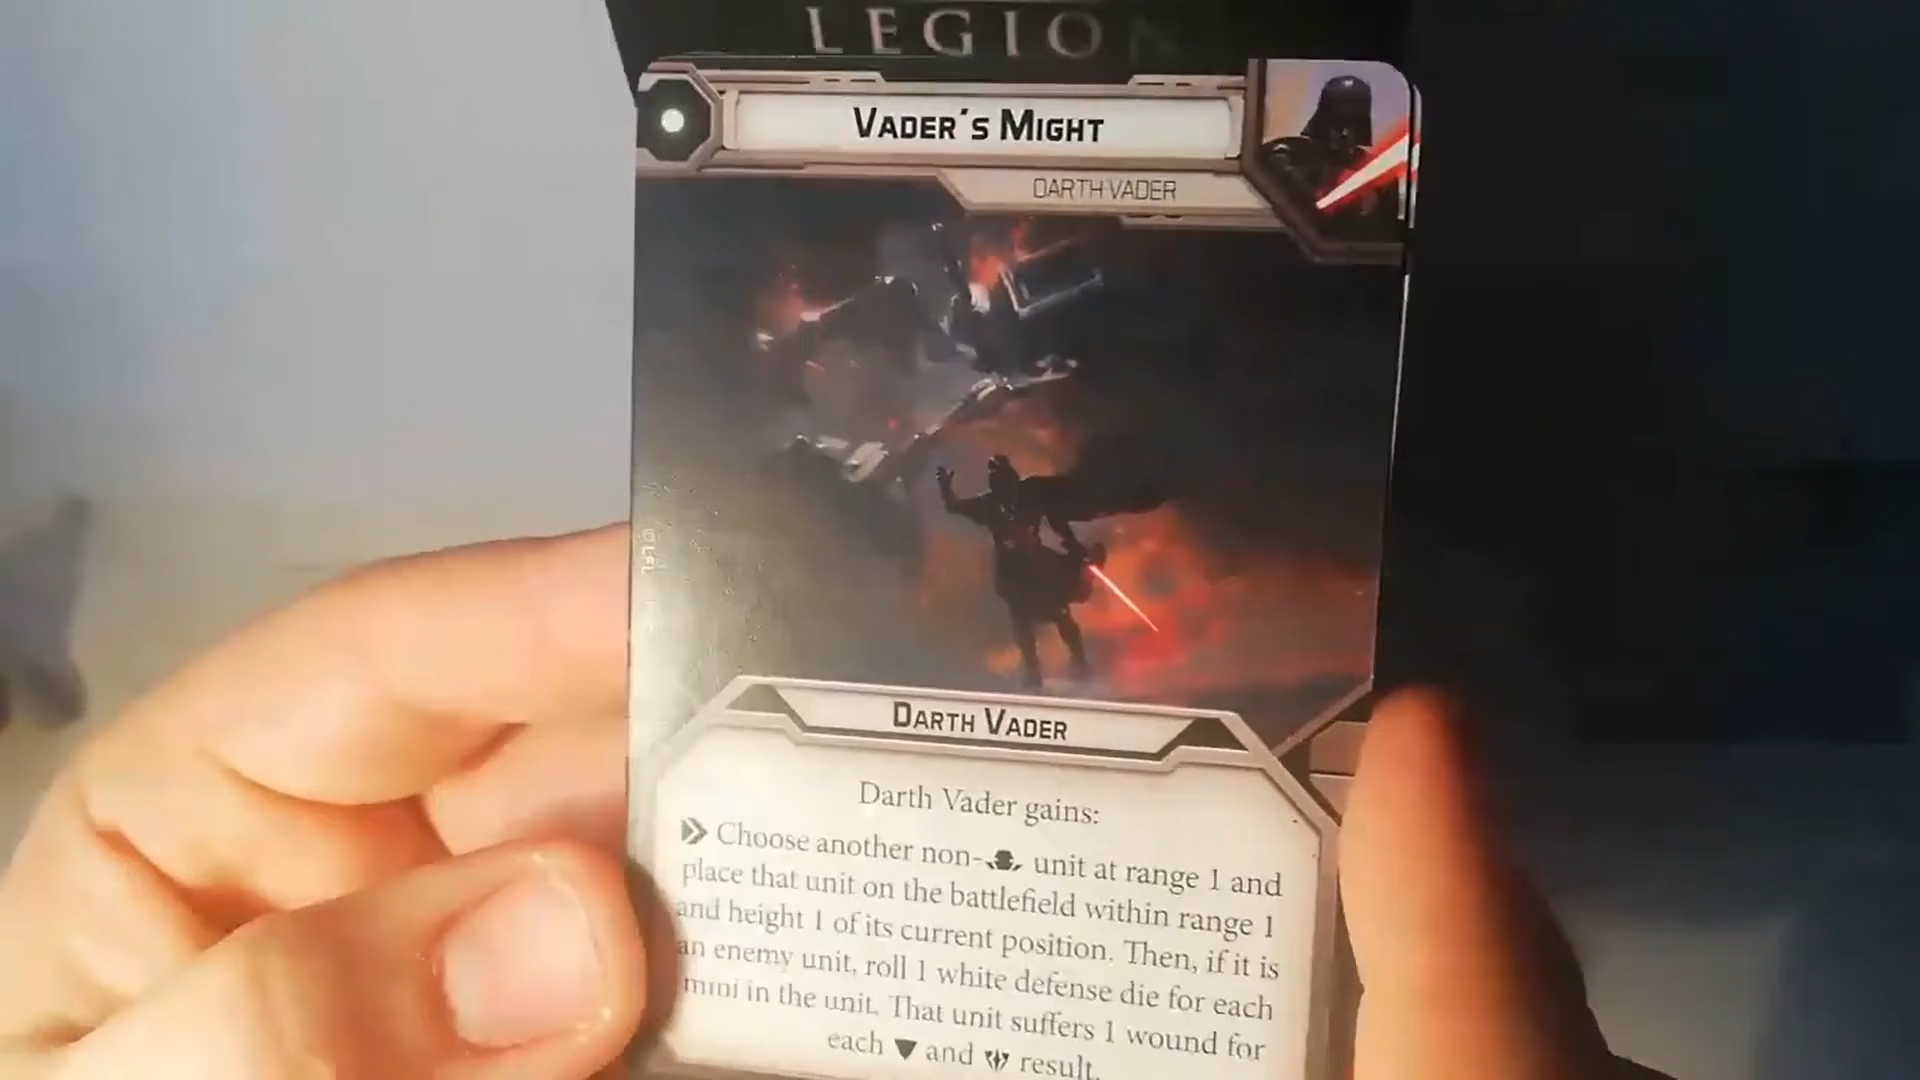 LEGION
VADER'S MIGHT
DARTH VADER
©LFL
DARTH VADER
Darth Vader gains:
Choose another non- unit at range 1 and
place that unit on the battlefield within range 1
and height 1 of its current position. Then, if it is
an enemy unit, roll 1 white defense die for each
mini in the unit. That unit suffers 1 wound for
each and result.